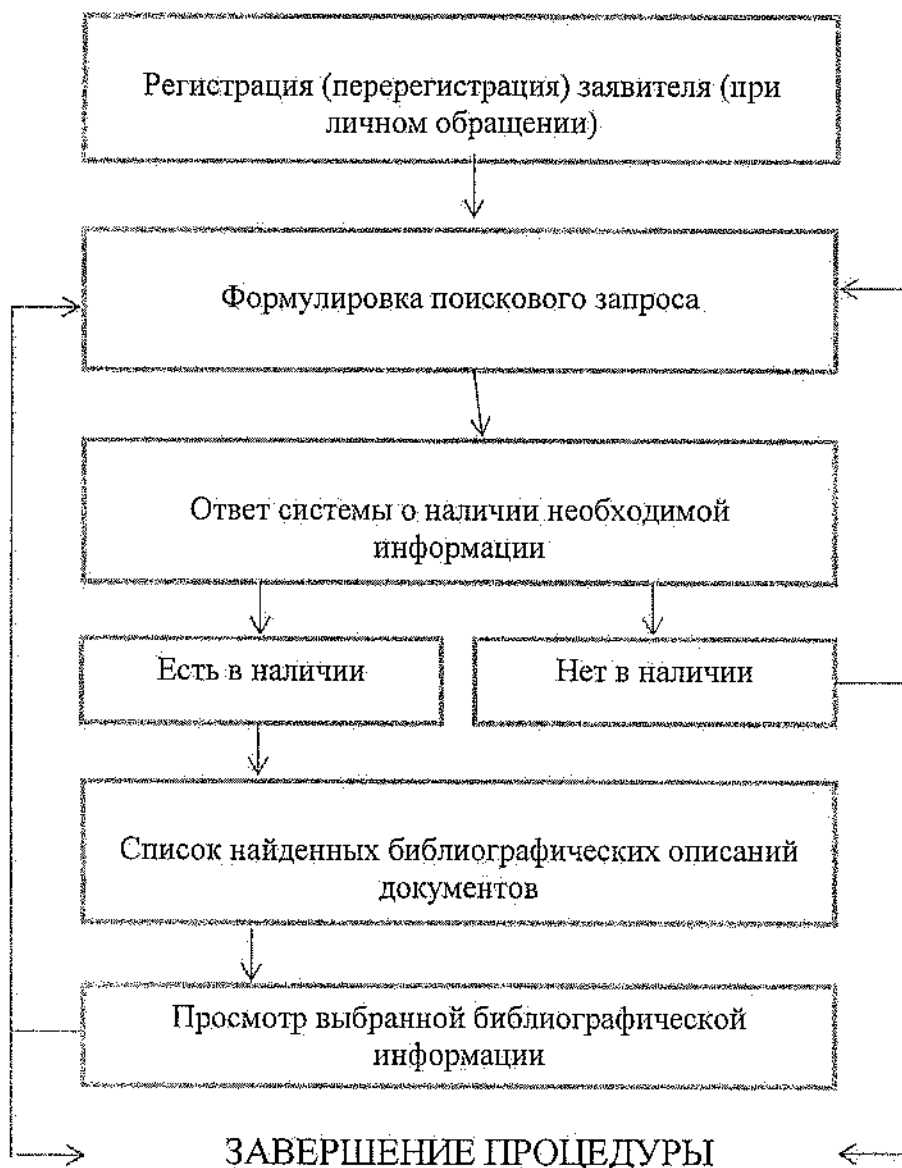 Регистрация (перерегистрация) заявителя (при
личном обращении)
Формулировка поискового запроса
Ответ системы о наличии необходимой
информации
Есть в наличии
Нет в наличии
Список найденных библиографических описаний
документов
Просмотр выбранной библиографической
информации
ЗАВЕРШЕНИЕ ПРОЦЕДУРЫ